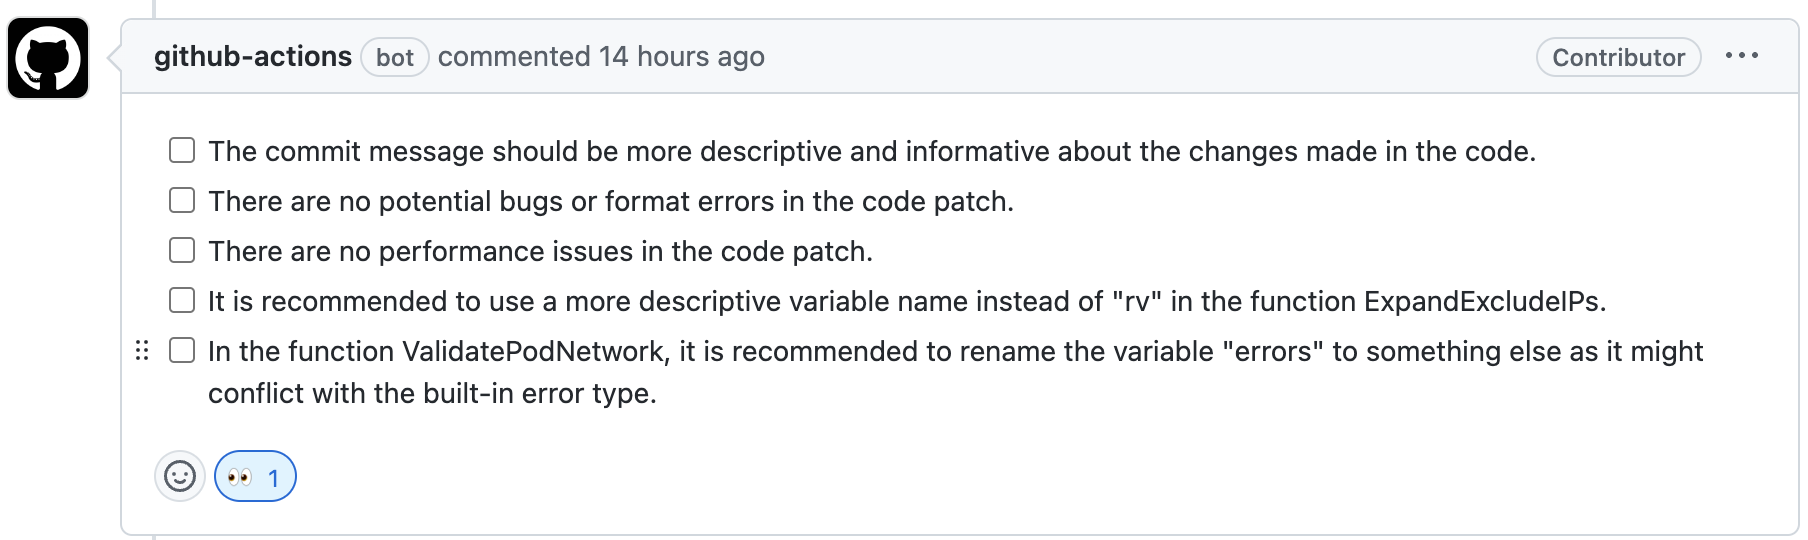 github-actions bot commented 14 hours ago Contributor
The commit message should be more descriptive and informative about the changes made in the code.
There are no potential bugs or format errors in the code patch.
There are no performance issues in the code patch.
It is recommended to use a more descriptive variable name instead of "rv" in the function ExpandExcludeIPs.
In the function ValidatePodNetwork, it is recommended to rename the variable "errors" to something else as it might
conflict with the built-in error type.
👀 1